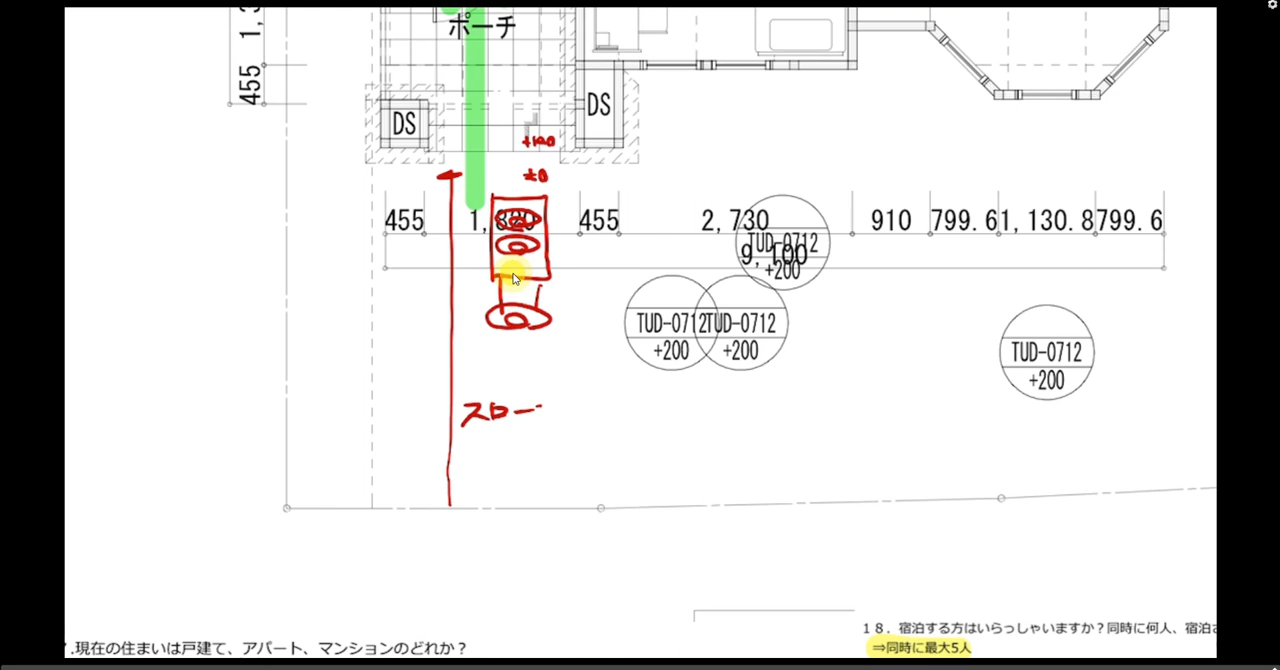 ポーチ
455
DS
DS
+150
±0
455
1,820
455
2,730
910
799.6
1,130.8
799.6
9,100
TUD-0712
+200
TUD-0712
+200
TUD-0712
+200
TUD-0712
+200
スロー
.現在の住まいは戸建て、アパート、マンションのどれか?
18.宿泊する方はいらっしゃいますか?同時に何人、宿泊
⇒同時に最大5人